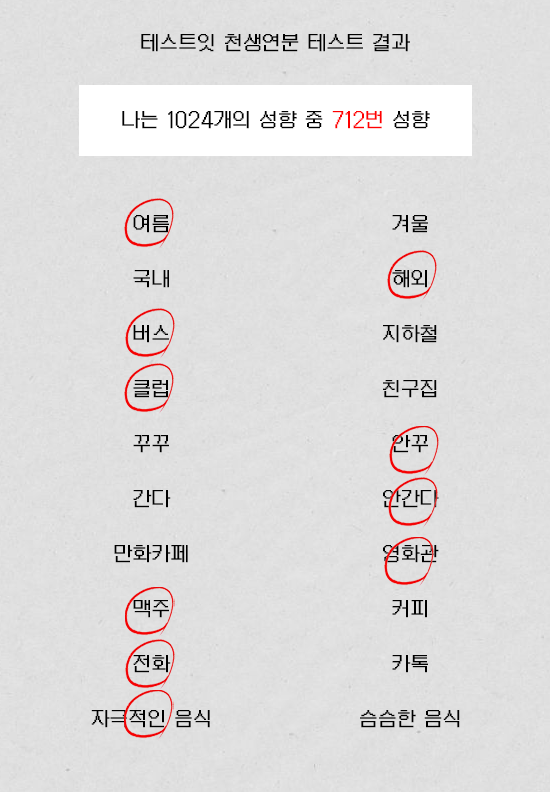 테스트잇 천생연분 테스트 결과
나는 1024개의 성향 중 712번 성향
여름 겨울
국내 해외
버스 지하철
클럽 친구집
꾸꾸 안꾸
간다 안간다
만화카페 영화관
맥주 커피
전화 카톡
자극적인 음식 슴슴한 음식